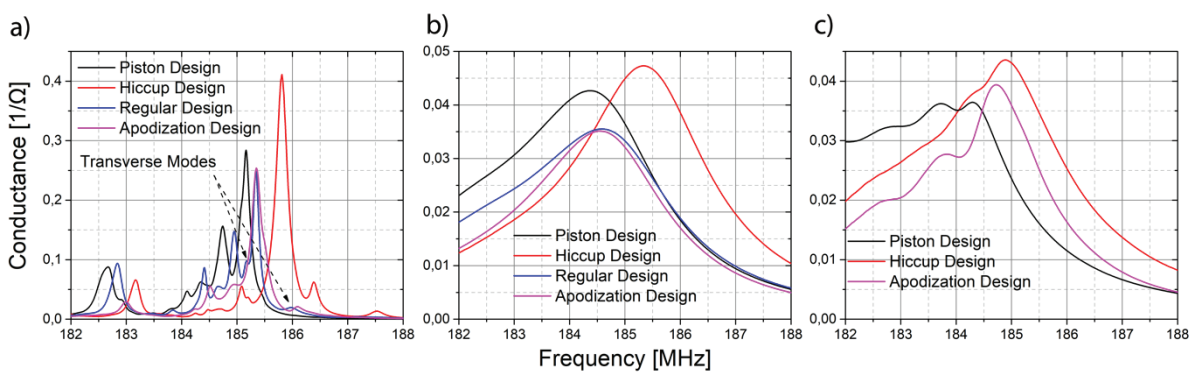 a)
Conductance [1/Ω]
0,4
0,3
0,2
0,1
0,0
Piston Design
Hiccup Design
Regular Design
Apodization Design
Transverse Modes
182 183 184 185 186 187 188
b)
0,05
0,04
0,03
0,02
0,01
0,00
Piston Design
Hiccup Design
Regular Design
Apodization Design
182 183 184 185 186 187 188
Frequency [MHz]
c)
0,04
0,03
0,02
0,01
0,00
Piston Design
Hiccup Design
Apodization Design
182 183 184 185 186 187 188